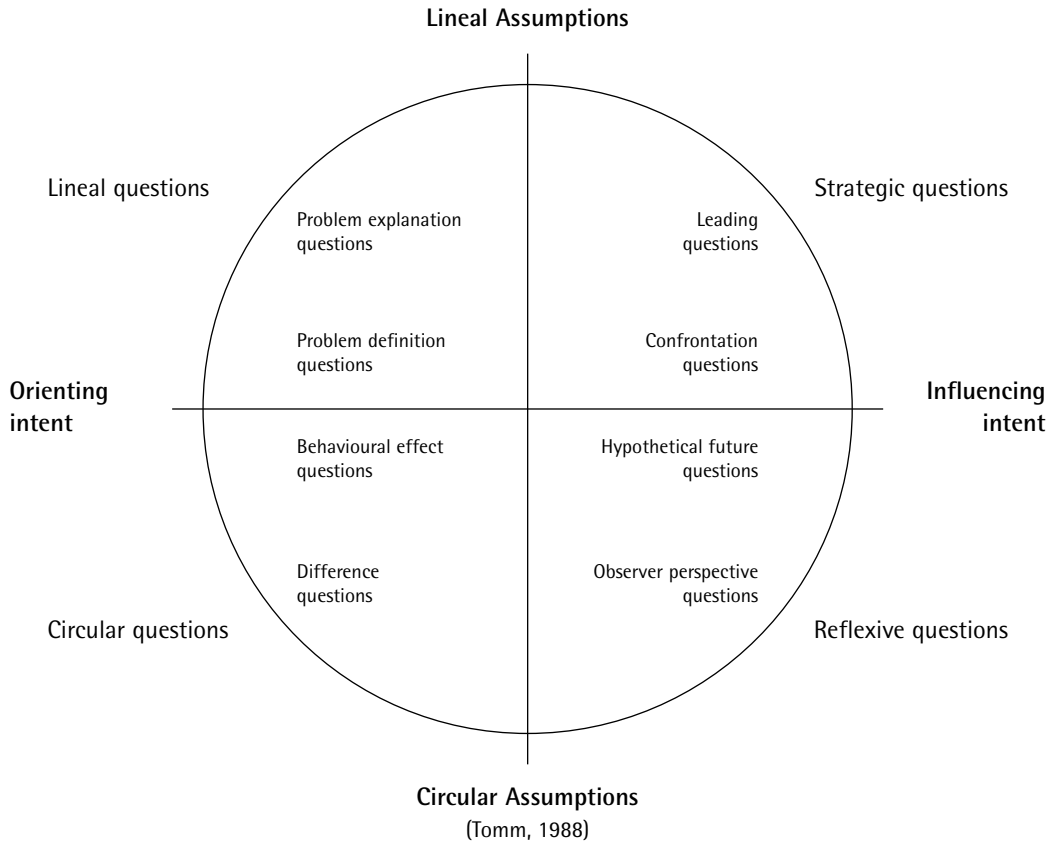 Lineal Assumptions
Lineal questions
Strategic questions
Problem explanation
questions
Leading
questions
Problem definition
questions
Confrontation
questions
Orienting
intent
Influencing
intent
Behavioural effect
questions
Hypothetical future
questions
Difference
questions
Observer perspective
questions
Circular questions
Reflexive questions
Circular Assumptions
(Tomm, 1988)